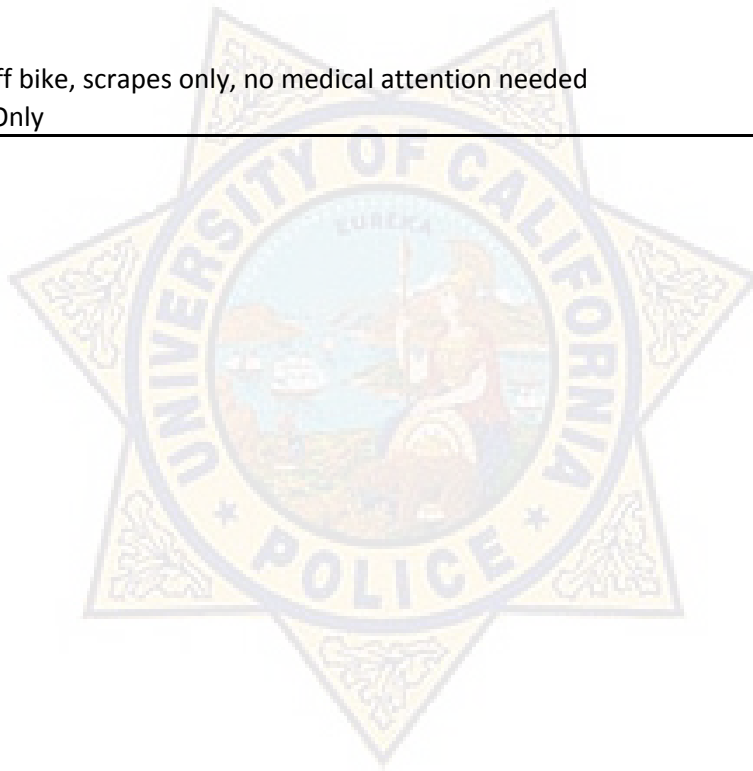 ff bike, scrapes only, no medical attention needed
Only
UNIVERSITY OF CALIFORNIA
EUREKA
POLICE